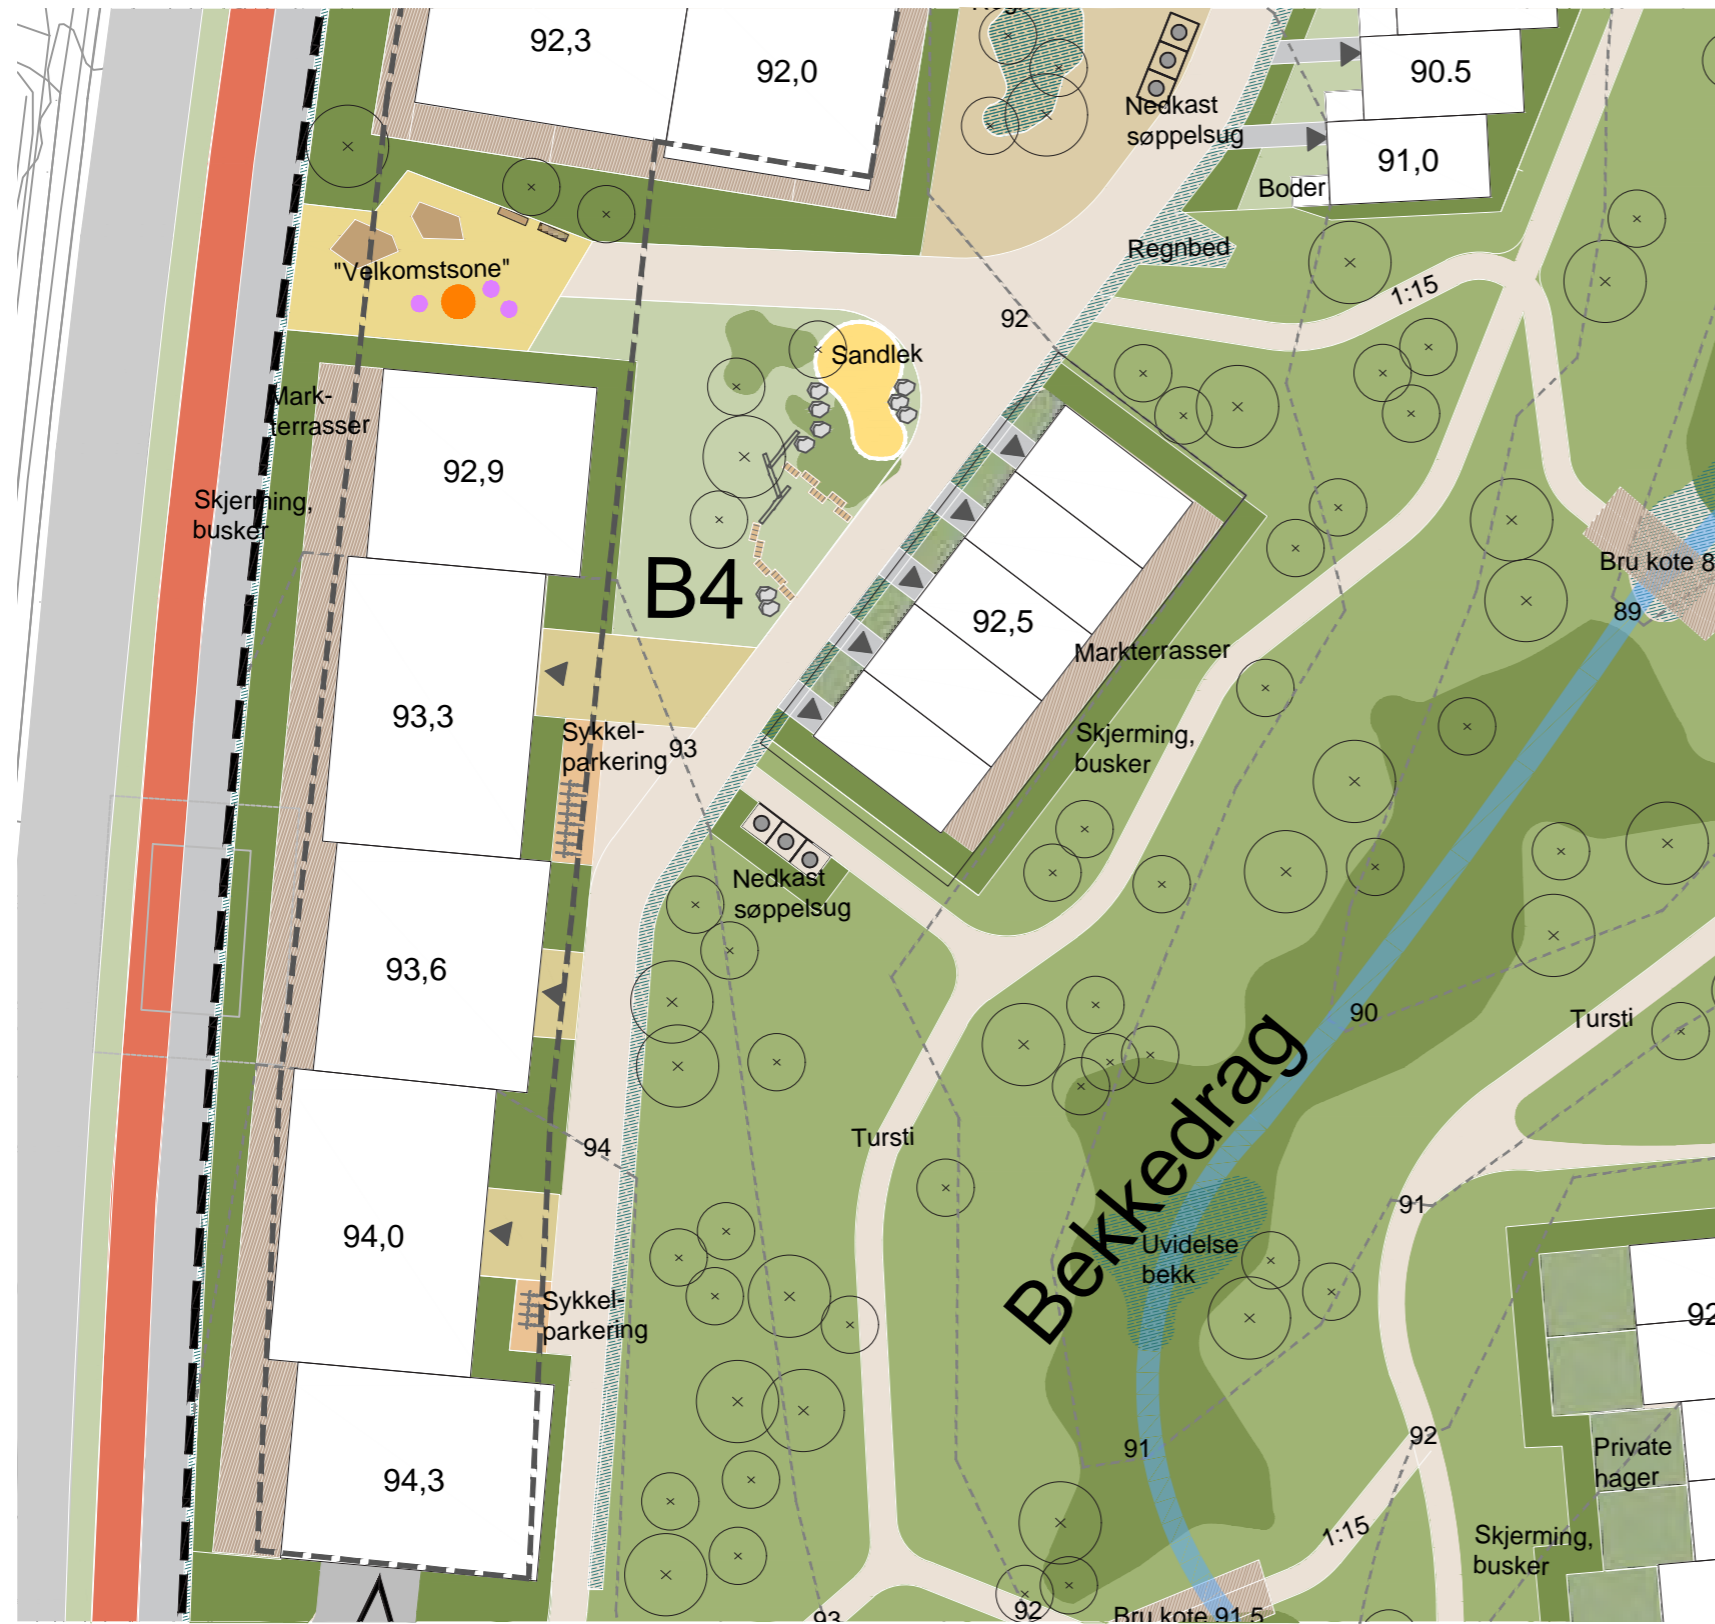 92,3
92,0
Nedkast
søppelsug
90.5
91,0
Boder
Regnbed
"Velkomstsone"
1:15
92
Sandlek
Mark-
terrasser
92,9
Skjerming,
busker
B4
92,5
Bru kote 8
89
Markterrasser
93,3
Sykkel-
parkering
93
Skjerming,
busker
Nedkast
søppelsug
93,6
90
Tursti
Bekkedrag
Tursti
94
91
94,0
Uvidelse
bekk
Sykkel-
parkering
92
91
92
Private
hager
94,3
1:15
Skjerming,
busker
93
92
Bru kote 91,5